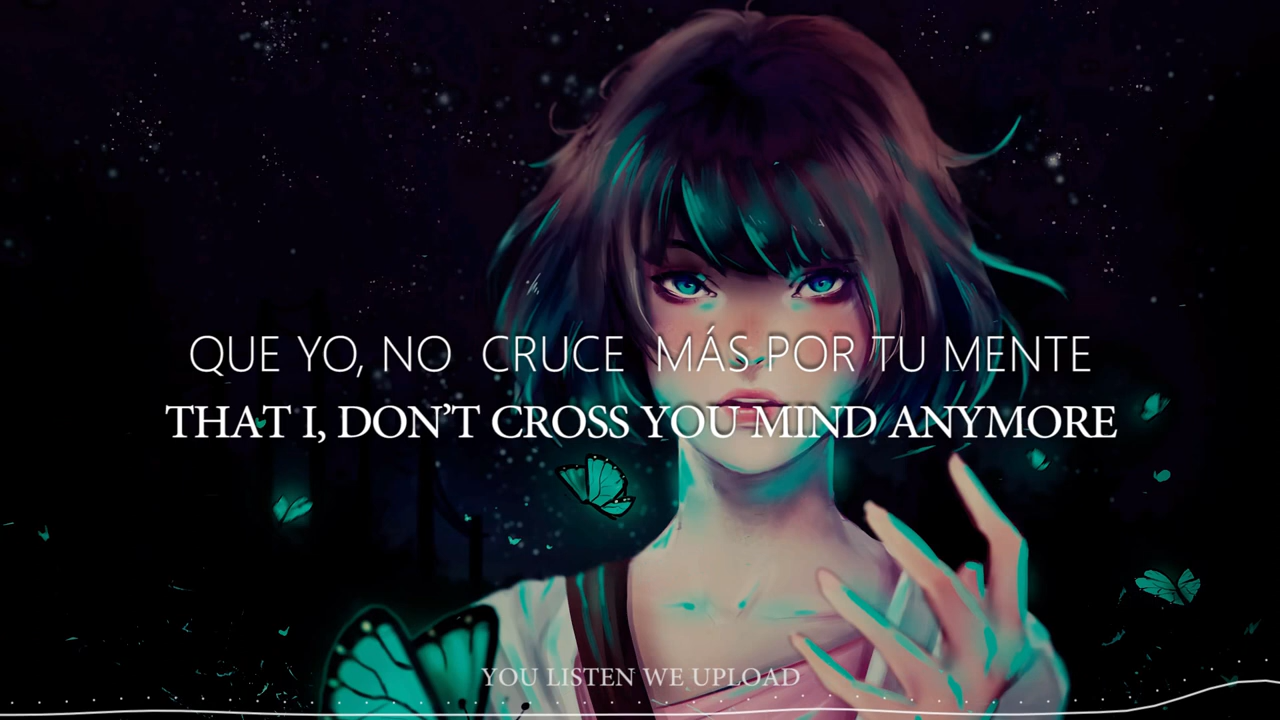 QUE YO, NO CRUCE MÁS POR TU MENTE
THAT I, DON'T CROSS YOU MIND ANYMORE
YOU LISTEN WE UPLOAD